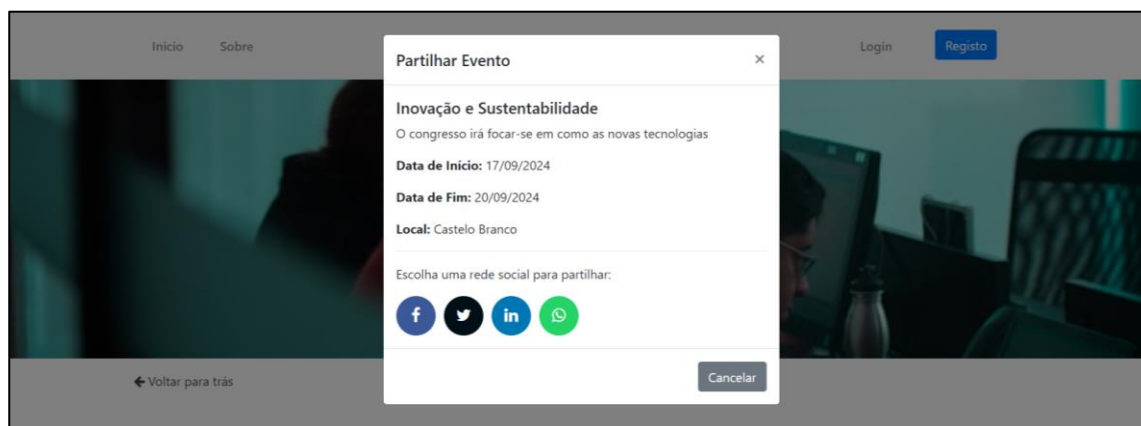 Inicio Sobre Login Registo
Partilhar Evento ×
Inovação e Sustentabilidade
O congresso irá focar-se em como as novas tecnologias
Data de Início: 17/09/2024
Data de Fim: 20/09/2024
Local: Castelo Branco
Escolha uma rede social para partilhar:
f in
Cancelar
Voltar para trás